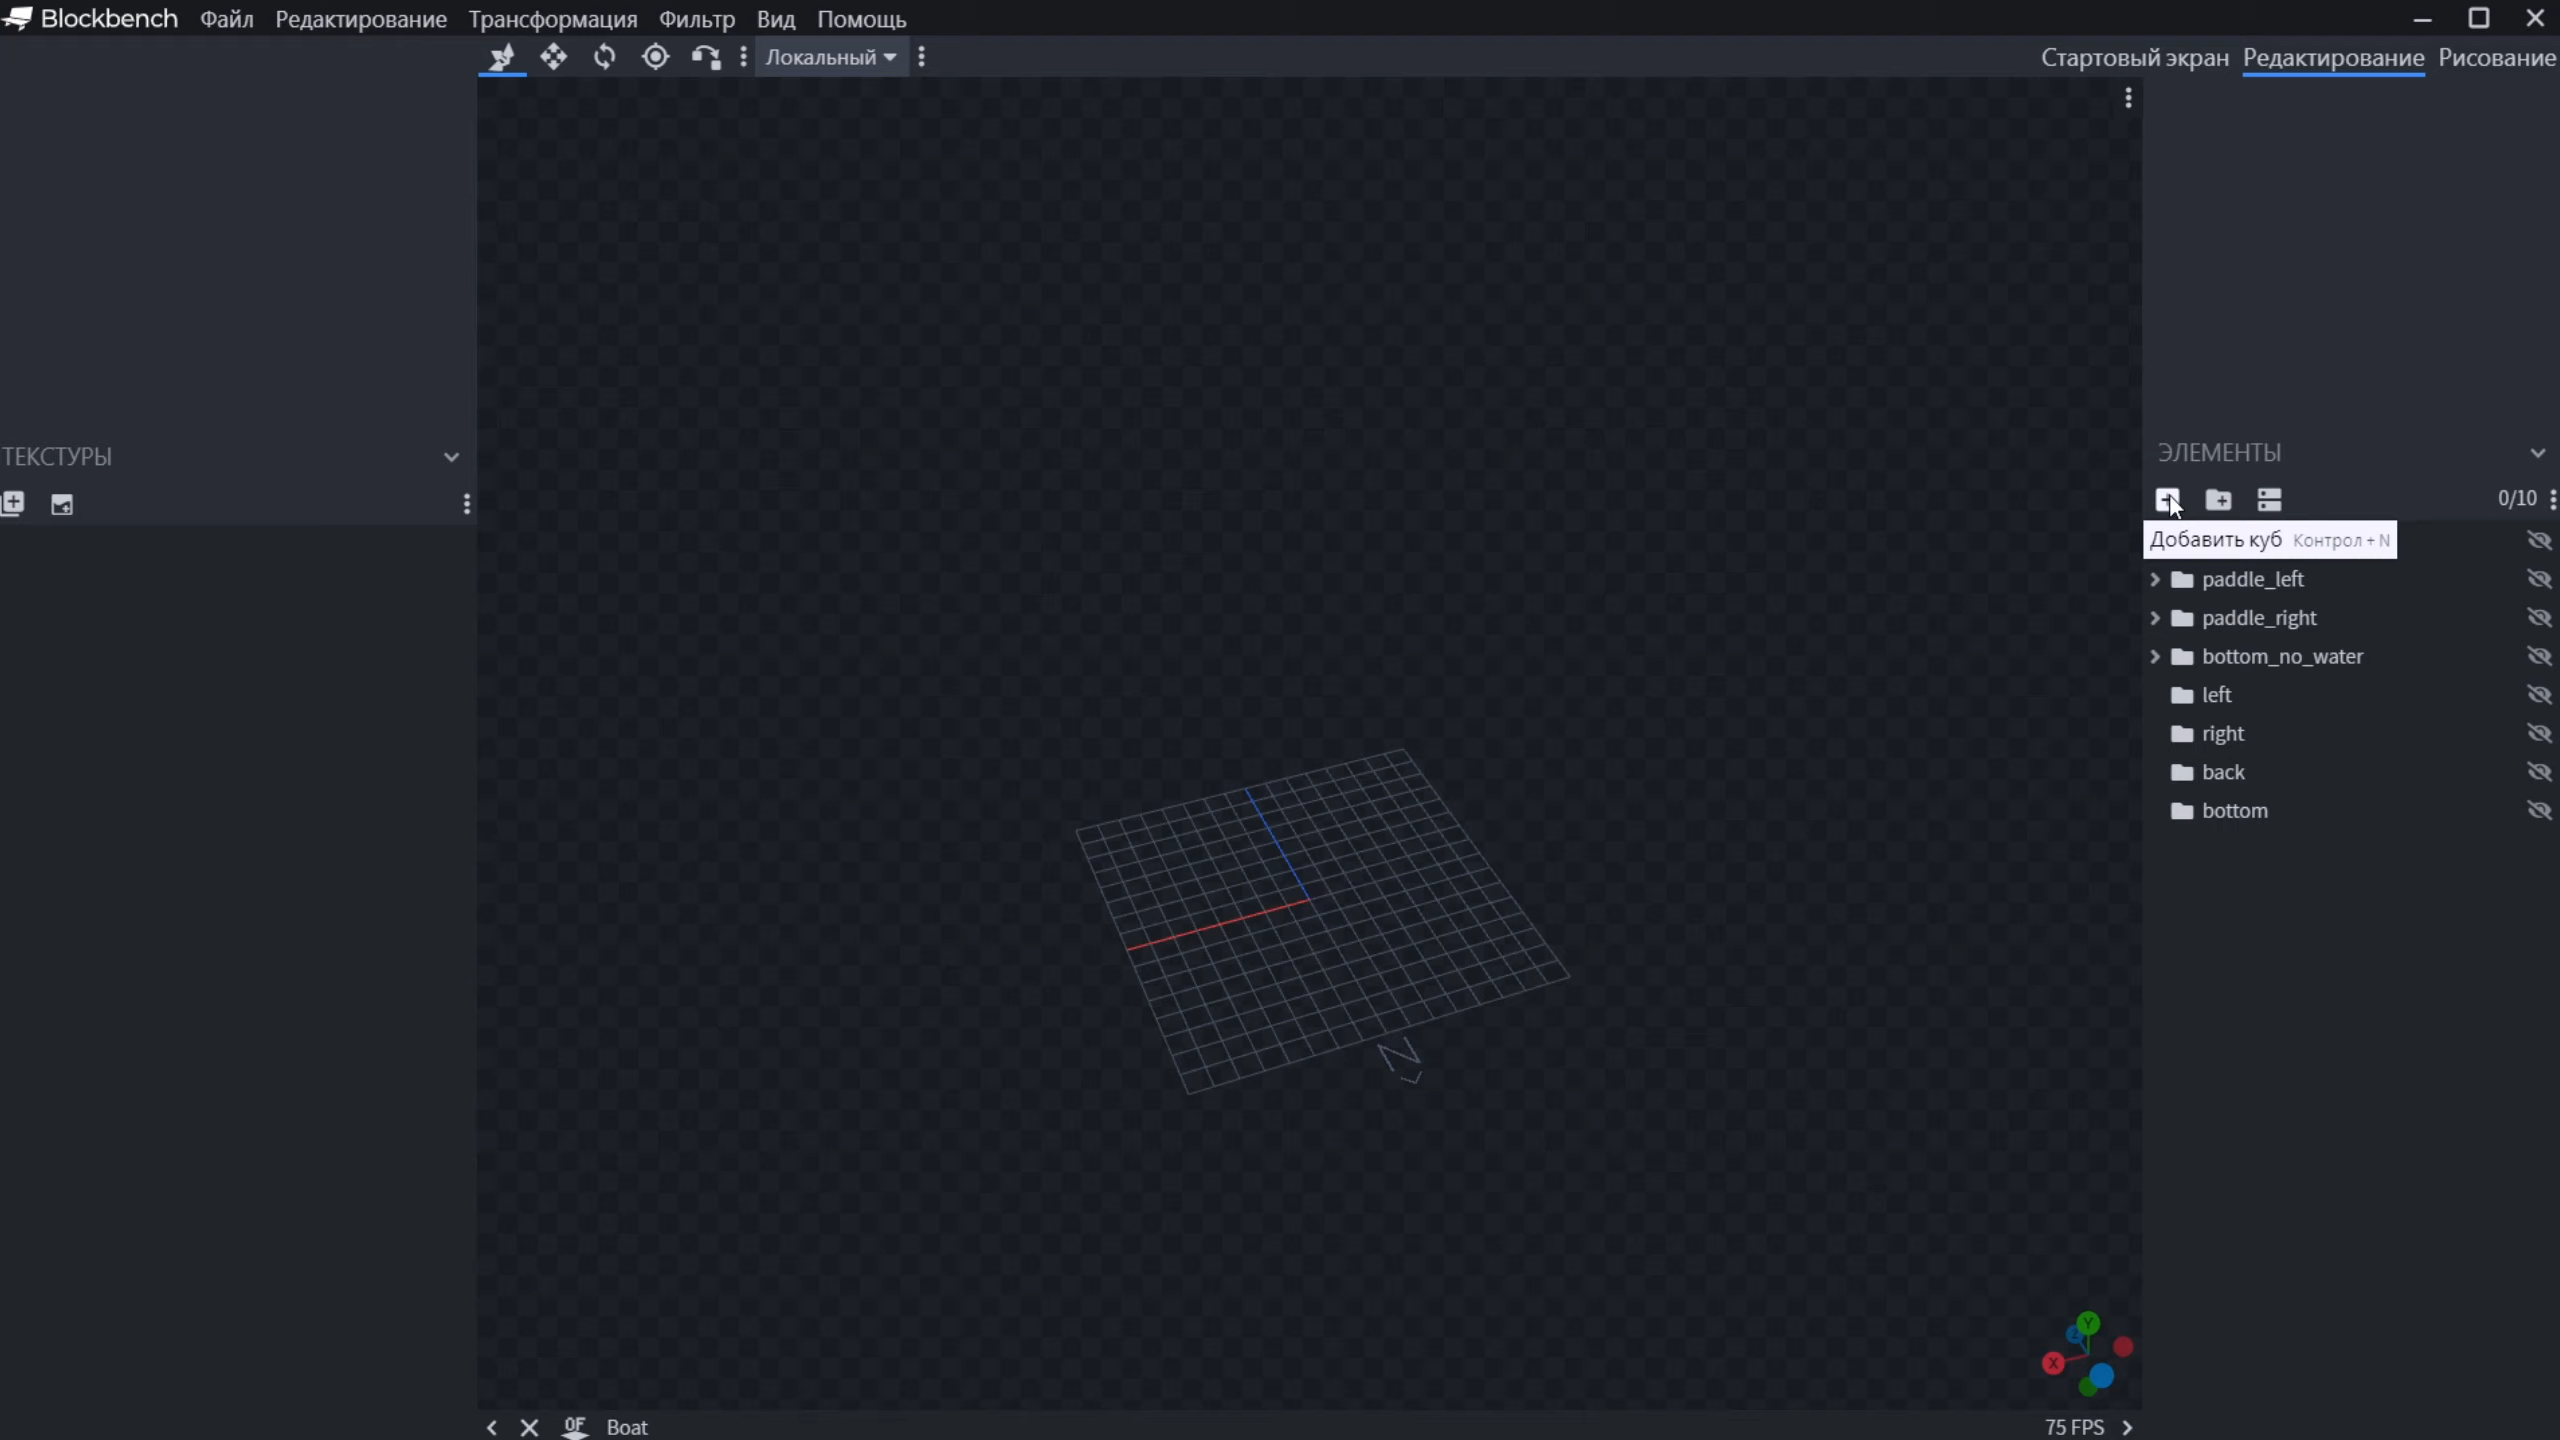 Blockbench Файл Редактирование Трансформация Фильтр Вид Помощь
Локальный
Стартовый экран Редактирование Рисование
ТЕКСТУРЫ
ЭЛЕМЕНТЫ
0/10
Добавить куб Контрол + N
paddle_left
paddle_right
bottom_no_water
left
right
back
bottom
N
Y
Z
X
OF Boat
75 FPS